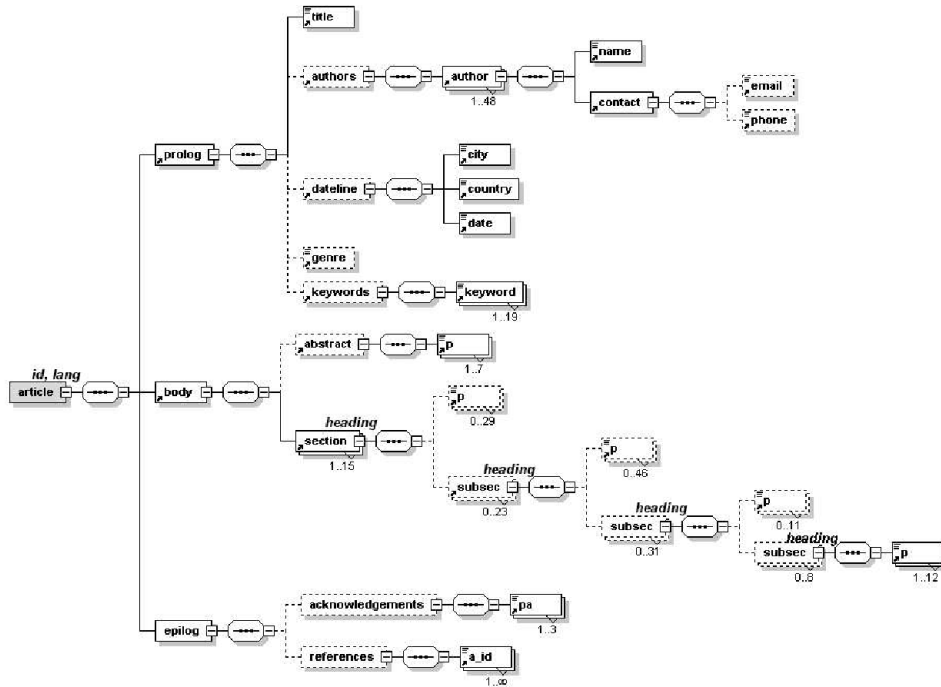 title
authors
author
1..48
name
contact
email
phone
prolog
dateline
city
country
date
genre
keywords
keyword
1..19
id, lang
article
body
abstract
p
1..7
heading
section
1..15
p
0..29
heading
subsec
0..23
p
0..46
heading
subsec
0..31
p
0..11
heading
subsec
0..8
p
1..12
epilog
acknowledgements
pa
1..3
references
a_id
1..∞